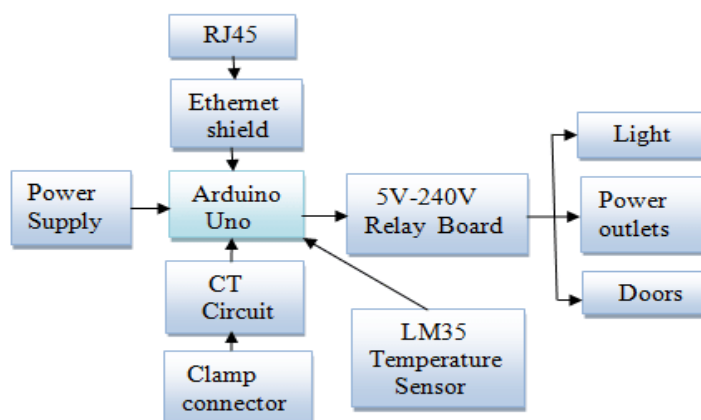 RJ45
Ethernet
shield
Power
Supply
Arduino
Uno
5V-240V
Relay Board
Light
Power
outlets
Doors
CT
Circuit
LM35
Temperature
Sensor
Clamp
connector